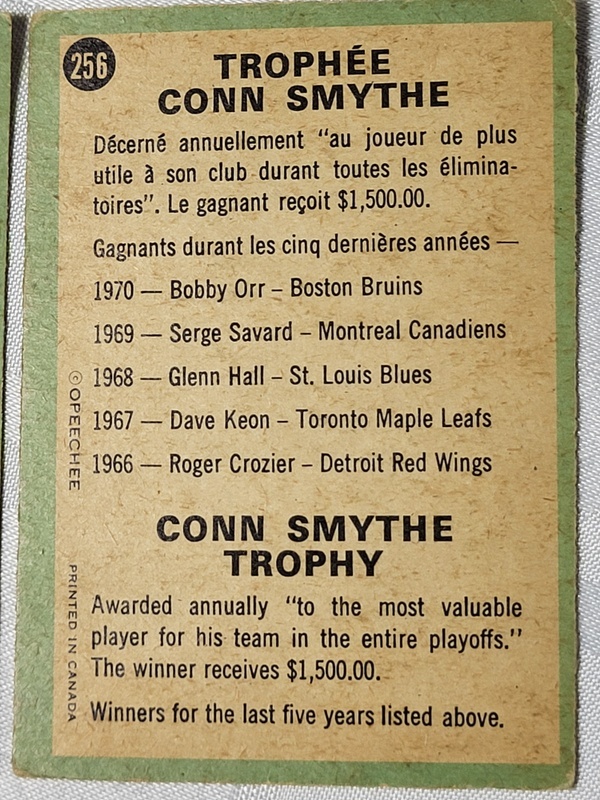 256
TROPHÉE
CONN SMYTHE
Décerné annuellement "au joueur de plus
utile à son club durant toutes les élimina-
toires". Le gagnant reçoit $1,500.00.
Gagnants durant les cinq dernières années —
1970 — Bobby Orr – Boston Bruins
1969 — Serge Savard – Montreal Canadiens
1968 — Glenn Hall – St. Louis Blues
1967 — Dave Keon – Toronto Maple Leafs
1966 — Roger Crozier – Detroit Red Wings
CONN SMYTHE
TROPHY
Awarded annually "to the most valuable
player for his team in the entire playoffs."
The winner receives $1,500.00.
Winners for the last five years listed above.
© OPEECHEE
PRINTED IN CANADA